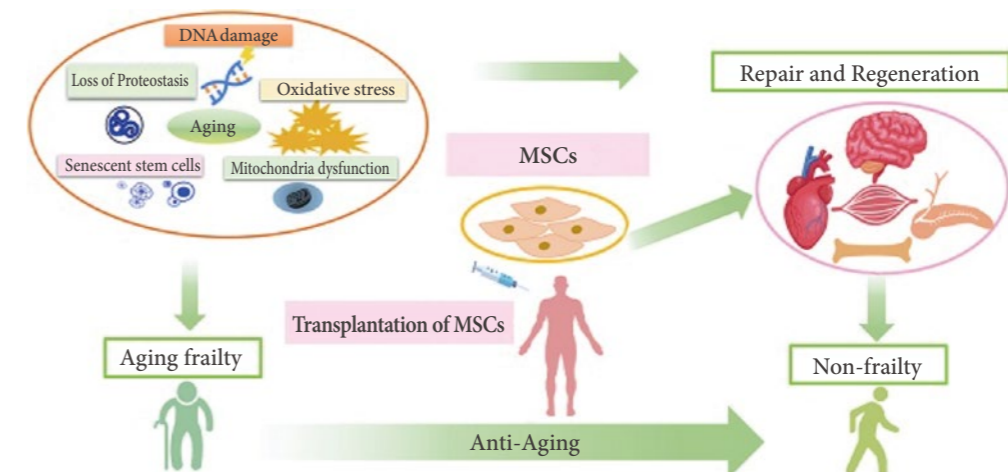 DNA damage
Loss of Proteostasis
Oxidative stress
Aging
Senescent stem cells
Mitochondria dysfunction
Repair and Regeneration
MSCs
Transplantation of MSCs
Aging frailty
Non-frailty
Anti-Aging